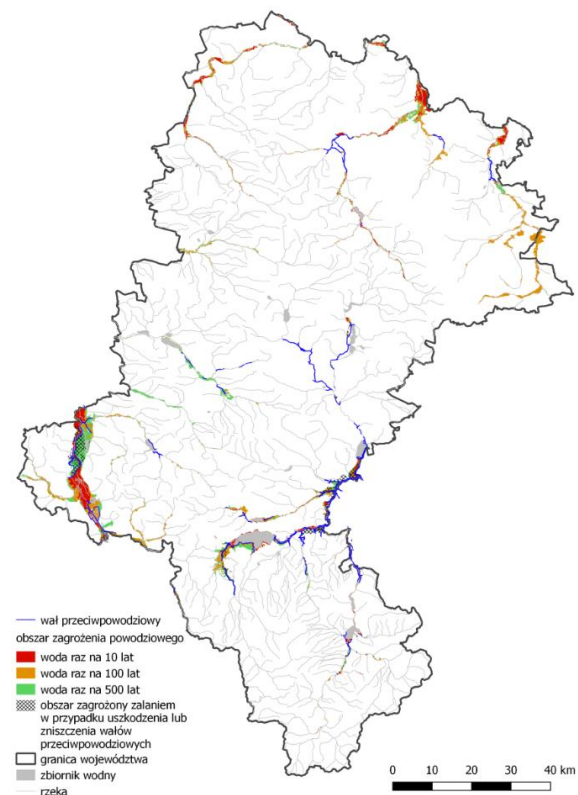 wał przeciwpowodziowy
obszar zagrożenia powodziowego
woda raz na 10 lat
woda raz na 100 lat
woda raz na 500 lat
obszar zagrożony zalaniem
w przypadku uszkodzenia lub
zniszczenia wałów
przeciwpowodziowych
granica województwa
zbiornik wodny
rzeka
0 10 20 30 40 km